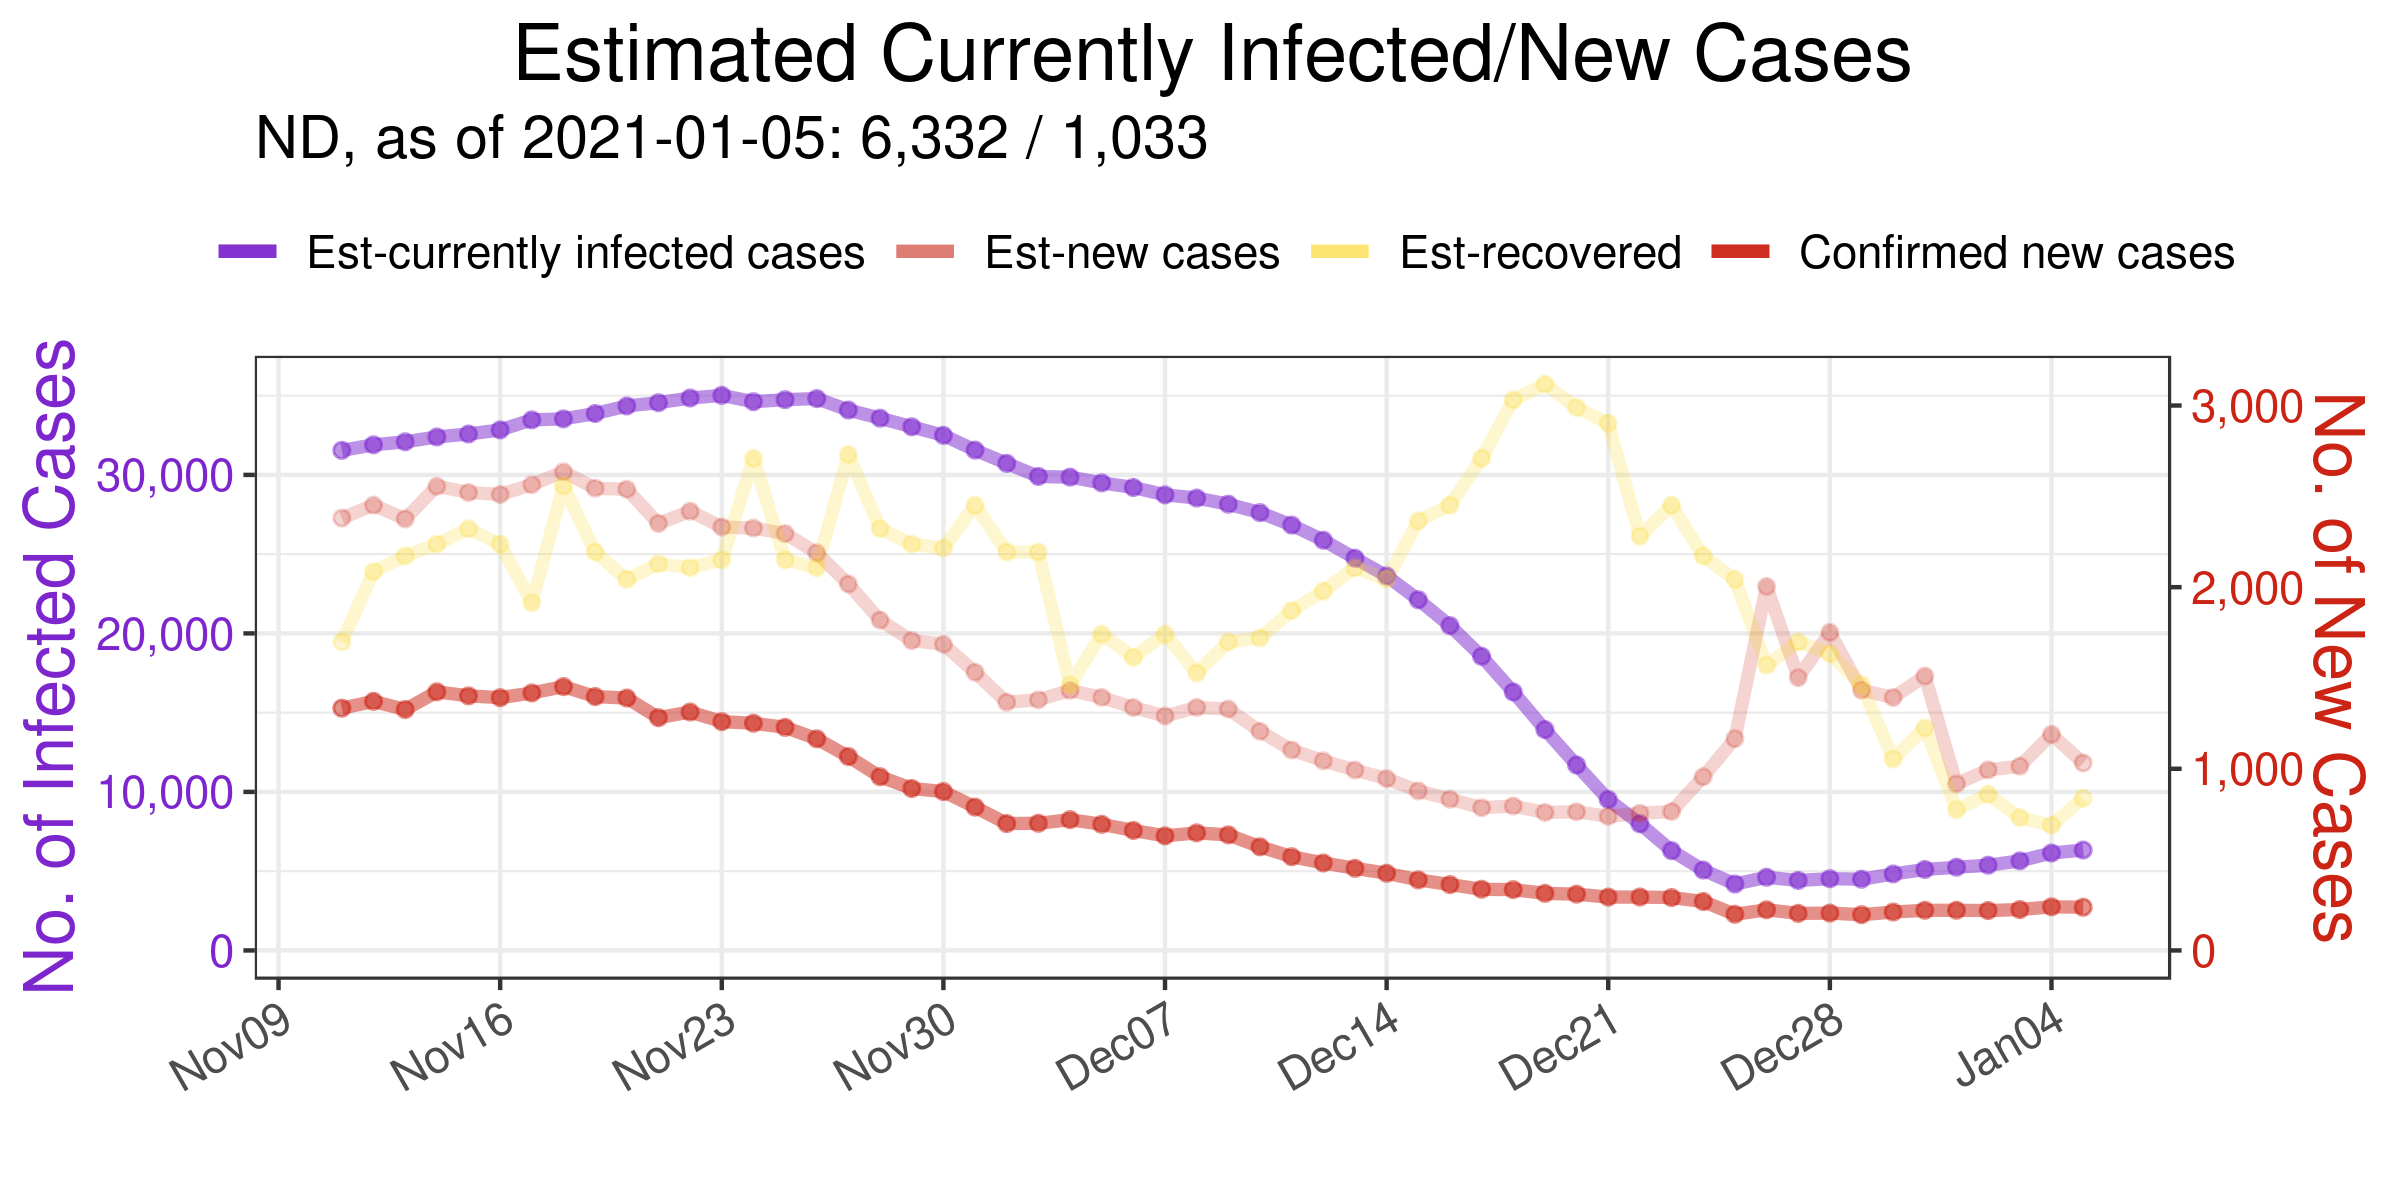 Estimated Currently Infected/New Cases
ND, as of 2021-01-05: 6,332 / 1,033
Est-currently infected cases Est-new cases Est-recovered Confirmed new cases
No. of Infected Cases
30,000
20,000
10,000
0
3,000
2,000
1,000
0
No. of New Cases
Nov09 Nov16 Nov23 Nov30 Dec07 Dec14 Dec21 Dec28 Jan04